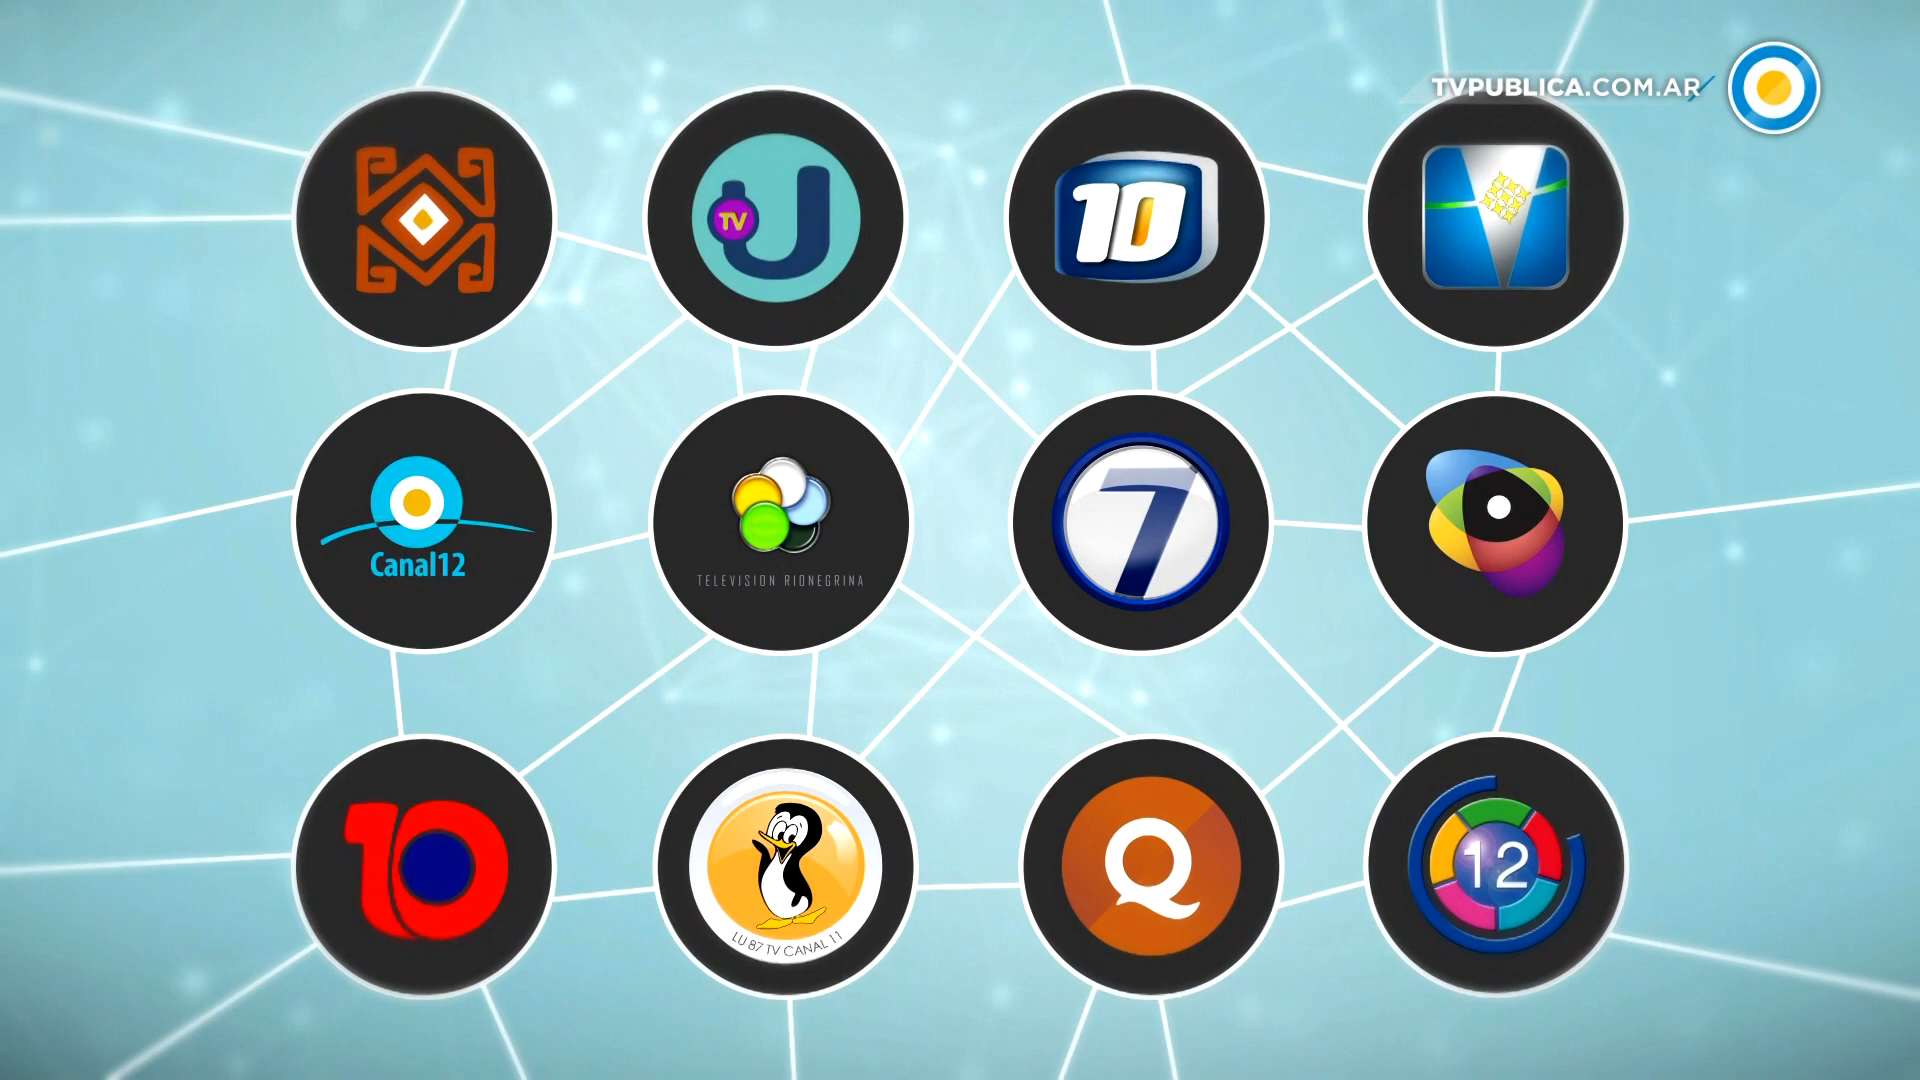 TVPUBLICA.COM.AR
TV
U
10
Canal12
TELEVISION RIONEGRINA
7
10
LU 87 TV CANAL 11
Q
12